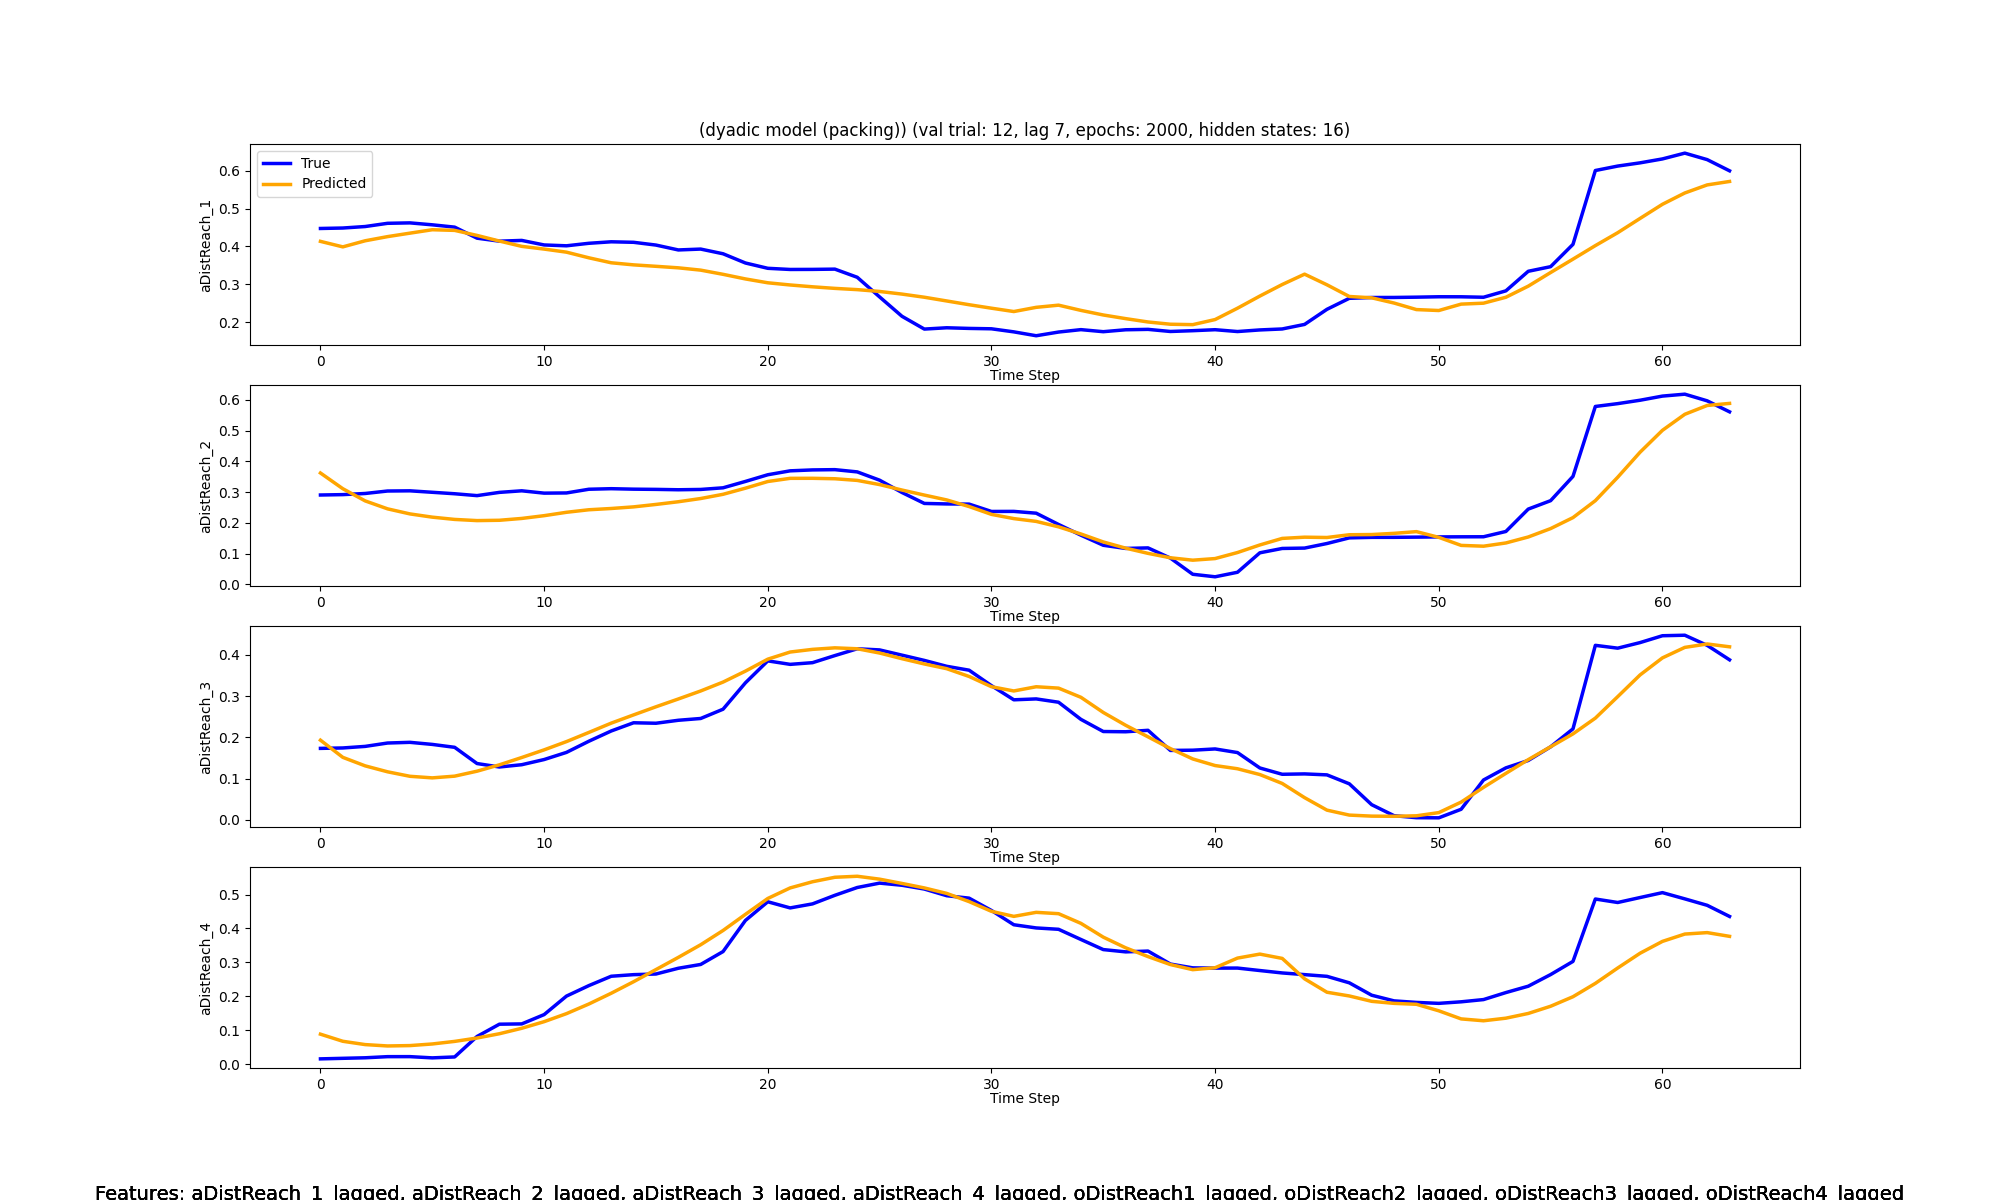 (dyadic model (packing)) (val trial: 12, lag 7, epochs: 2000, hidden states: 16)
True
Predicted
aDistReach_1
0.6
0.5
0.4
0.3
0.2
0 10 20 30 40 50 60
Time Step
aDistReach_2
0.6
0.5
0.4
0.3
0.2
0.1
0.0
0 10 20 30 40 50 60
Time Step
aDistReach_3
0.4
0.3
0.2
0.1
0.0
0 10 20 30 40 50 60
Time Step
aDistReach_4
0.5
0.4
0.3
0.2
0.1
0.0
0 10 20 30 40 50 60
Time Step
Features: aDistReach_1_lagged, aDistReach_2_lagged, aDistReach_3_lagged, aDistReach_4_lagged, oDistReach1_lagged, oDistReach2_lagged, oDistReach3_lagged, oDistReach4_lagged